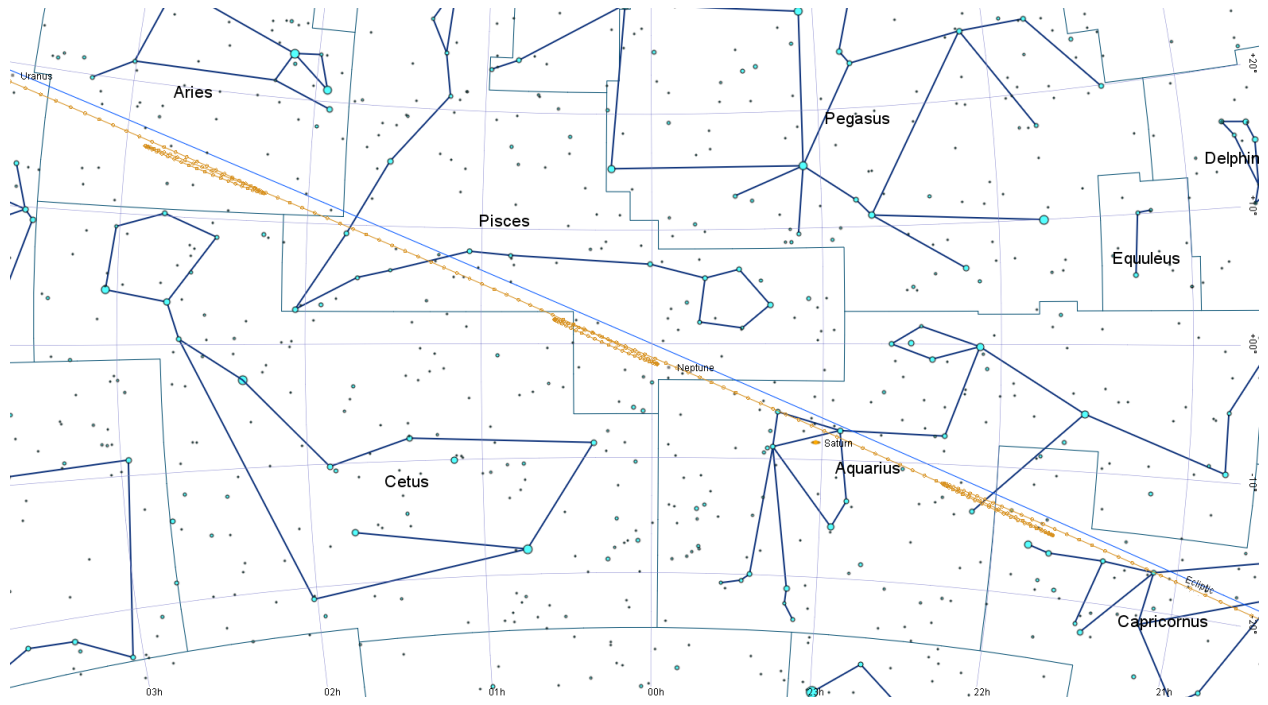 +20°
Uranus
Aries
Pegasus
Delphin
+10°
Pisces
Equuleus
00°
Neptune
Saturn
Aquarius
Cetus
-10°
Ecliptic
Capricornus
-20°
03h
02h
01h
00h
23h
22h
21h